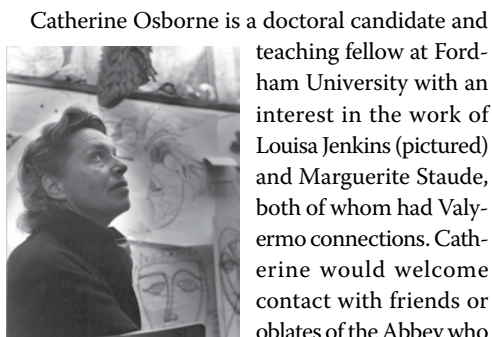 Catherine Osborne is a doctoral candidate and
teaching fellow at Ford-
ham University with an
interest in the work of
Louisa Jenkins (pictured)
and Marguerite Staude,
both of whom had Valy-
ermo connections. Cath-
erine would welcome
contact with friends or
oblates of the Abbey who